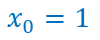 x₀ = 1